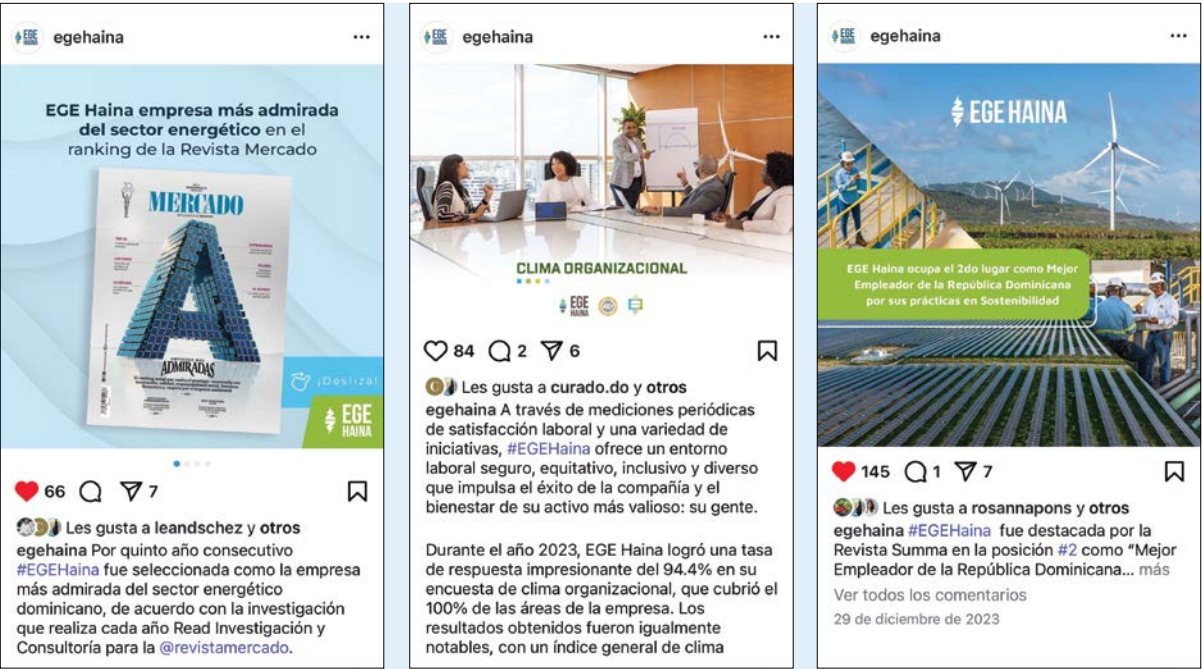 EGE HAINA
egehaina
EGE Haina empresa más admirada
del sector energético en el
ranking de la Revista Mercado
MERCADO
A
EMPRESAS MÁS
ADMIRADAS
¡Desliza!
EGE
HAINA
66 7
Les gusta a leandschez y otros
egehaina Por quinto año consecutivo
#EGEHaina fue seleccionada como la empresa
más admirada del sector energético
dominicano, de acuerdo con la investigación
que realiza cada año Read Investigación y
Consultoría para la @revistamercado.
EGE HAINA
egehaina
CLIMA ORGANIZACIONAL
EGE
HAINA
84 2 6
Les gusta a curado.do y otros
egehaina A través de mediciones periódicas
de satisfacción laboral y una variedad de
iniciativas, #EGEHaina ofrece un entorno
laboral seguro, equitativo, inclusivo y diverso
que impulsa el éxito de la compañía y el
bienestar de su activo más valioso: su gente.
Durante el año 2023, EGE Haina logró una tasa
de respuesta impresionante del 94.4% en su
encuesta de clima organizacional, que cubrió el
100% de las áreas de la empresa. Los
resultados obtenidos fueron igualmente
notables, con un índice general de clima
EGE HAINA
egehaina
EGE HAINA
EGE Haina ocupa el 2do lugar como Mejor
Empleador de la República Dominicana
por sus prácticas en Sostenibilidad
145 1 7
Les gusta a rosannapons y otros
egehaina #EGEHaina fue destacada por la
Revista Summa en la posición #2 como “Mejor
Empleador de la República Dominicana... más
Ver todos los comentarios
29 de diciembre de 2023